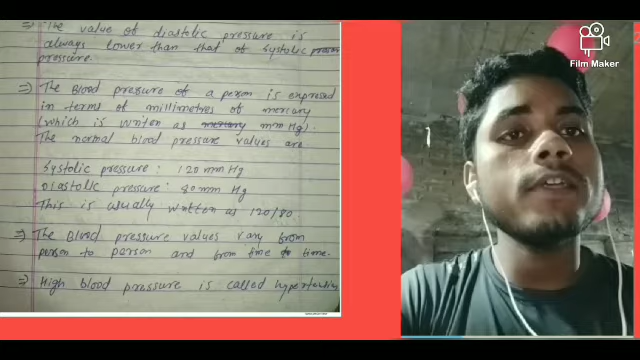 ⇒ The value of diastolic pressure is
always lower than that of systolic
pressure.
⇒ The Blood pressure of a person is expressed
in terms of millimetres of mercury
(which is written as mm Hg).
The normal blood pressure values are
Systolic pressure : 120 mm Hg
Diastolic pressure : 80 mm Hg
This is usually written as 120/80
⇒ The Blood pressure values vary from
person to person and from time to time.
⇒ High blood pressure is called hypertension
Film Maker